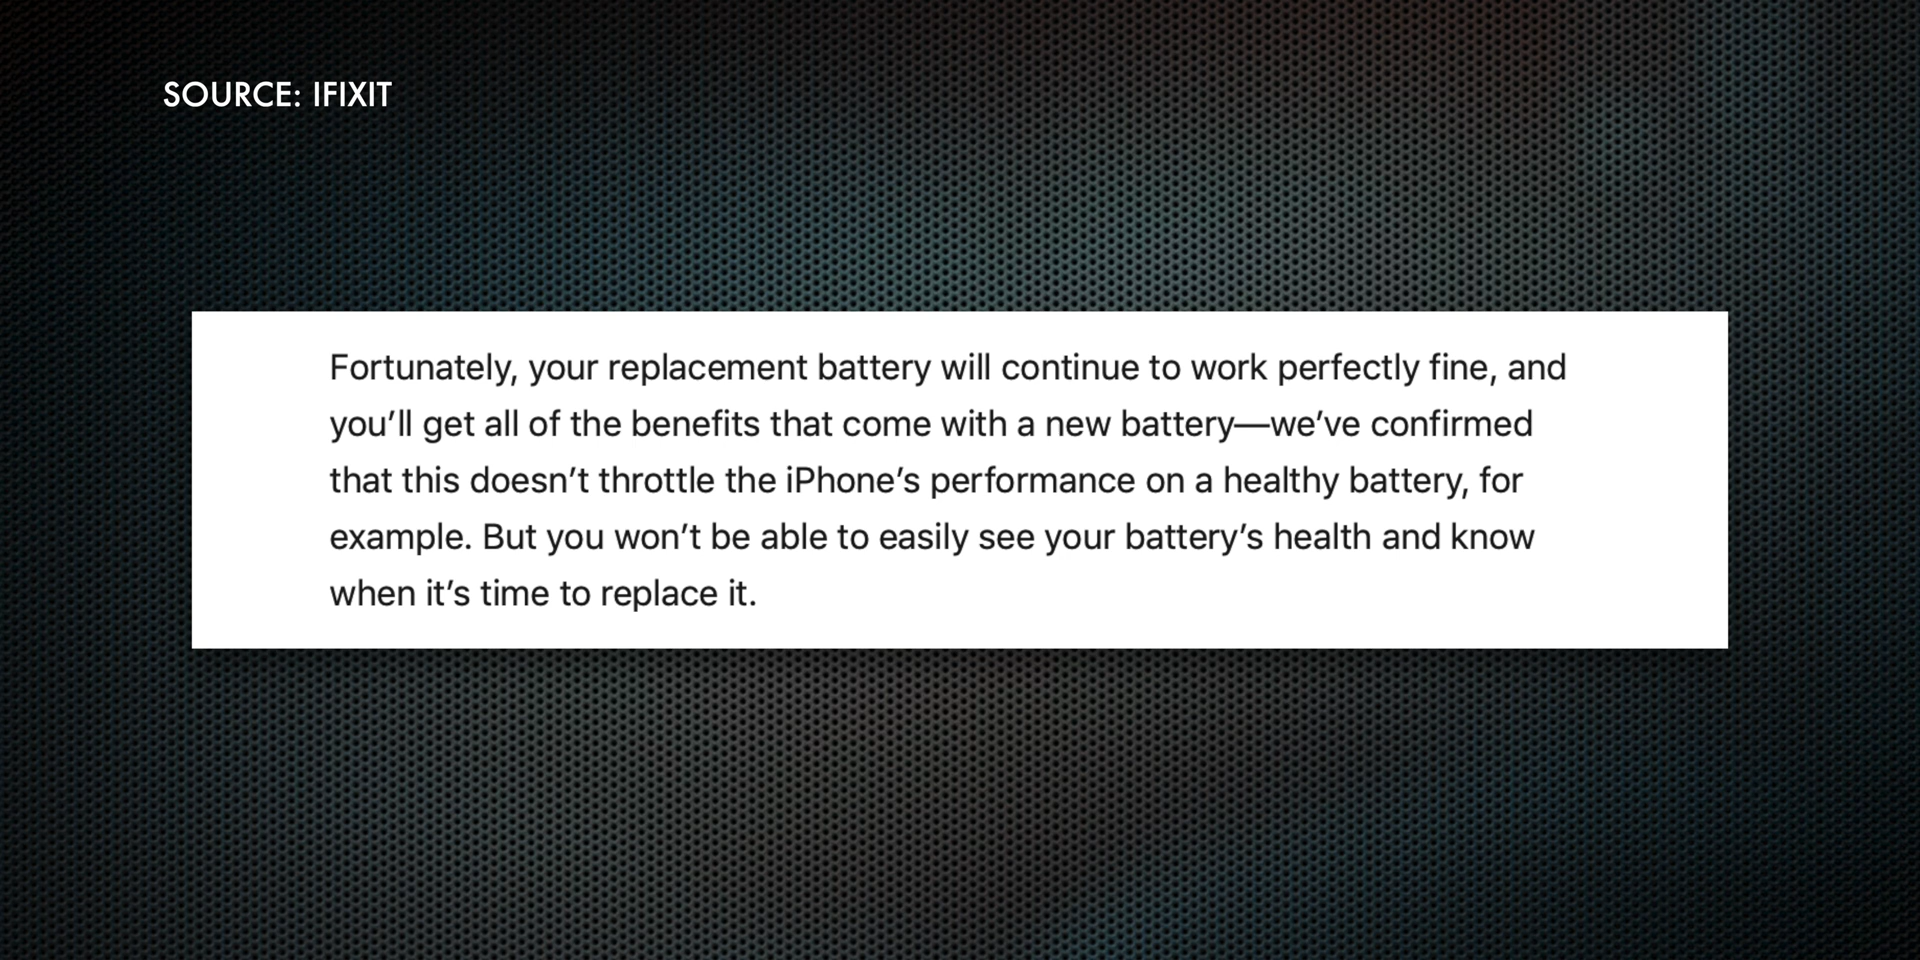 SOURCE: IFIXIT
Fortunately, your replacement battery will continue to work perfectly fine, and
you’ll get all of the benefits that come with a new battery—we’ve confirmed
that this doesn’t throttle the iPhone’s performance on a healthy battery, for
example. But you won’t be able to easily see your battery’s health and know
when it’s time to replace it.